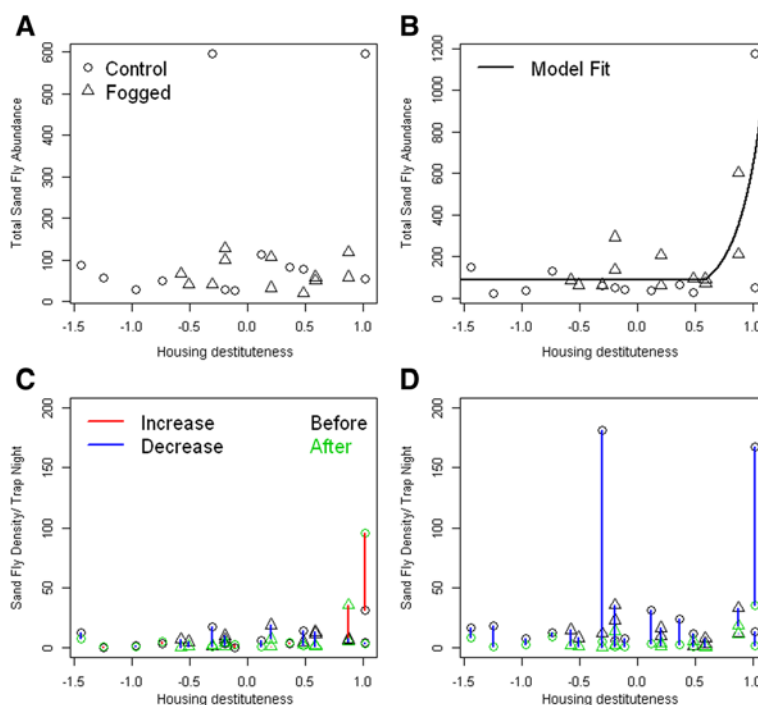 A
B
Total Sand Fly Abundance
600
500
400
300
200
100
0
Control
Fogged
-1.5 -1.0 -0.5 0.0 0.5 1.0
Housing destituteness
Total Sand Fly Abundance
1200
1000
800
600
400
200
0
Model Fit
-1.5 -1.0 -0.5 0.0 0.5 1.0
Housing destituteness
C
D
Sand Fly Density/ Trap Night
200
150
100
50
0
Increase Before
Decrease After
-1.5 -1.0 -0.5 0.0 0.5 1.0
Housing destituteness
Sand Fly Density/ Trap Night
200
150
100
50
0
-1.5 -1.0 -0.5 0.0 0.5 1.0
Housing destituteness